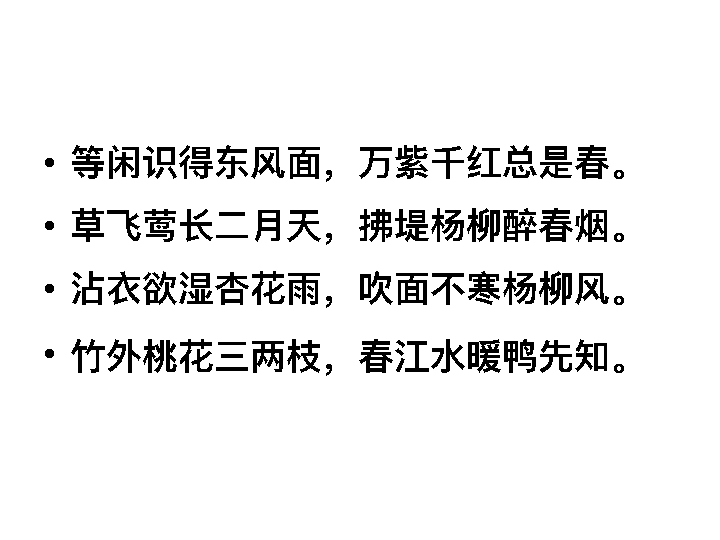 • 等闲识得东风面，万紫千红总是春。
• 草飞莺长二月天，拂堤杨柳醉春烟。
• 沾衣欲湿杏花雨，吹面不寒杨柳风。
• 竹外桃花三两枝，春江水暖鸭先知。